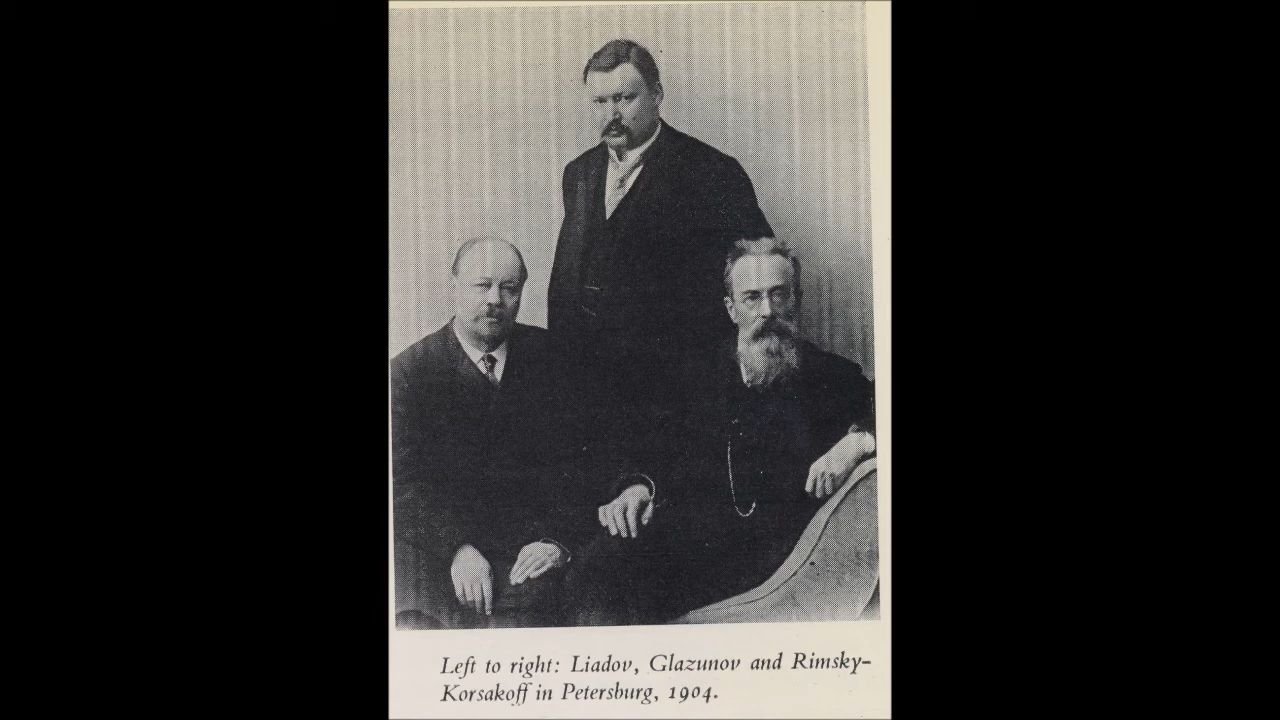 Left to right: Liadov, Glazunov and Rimsky-
Korsakoff in Petersburg, 1904.